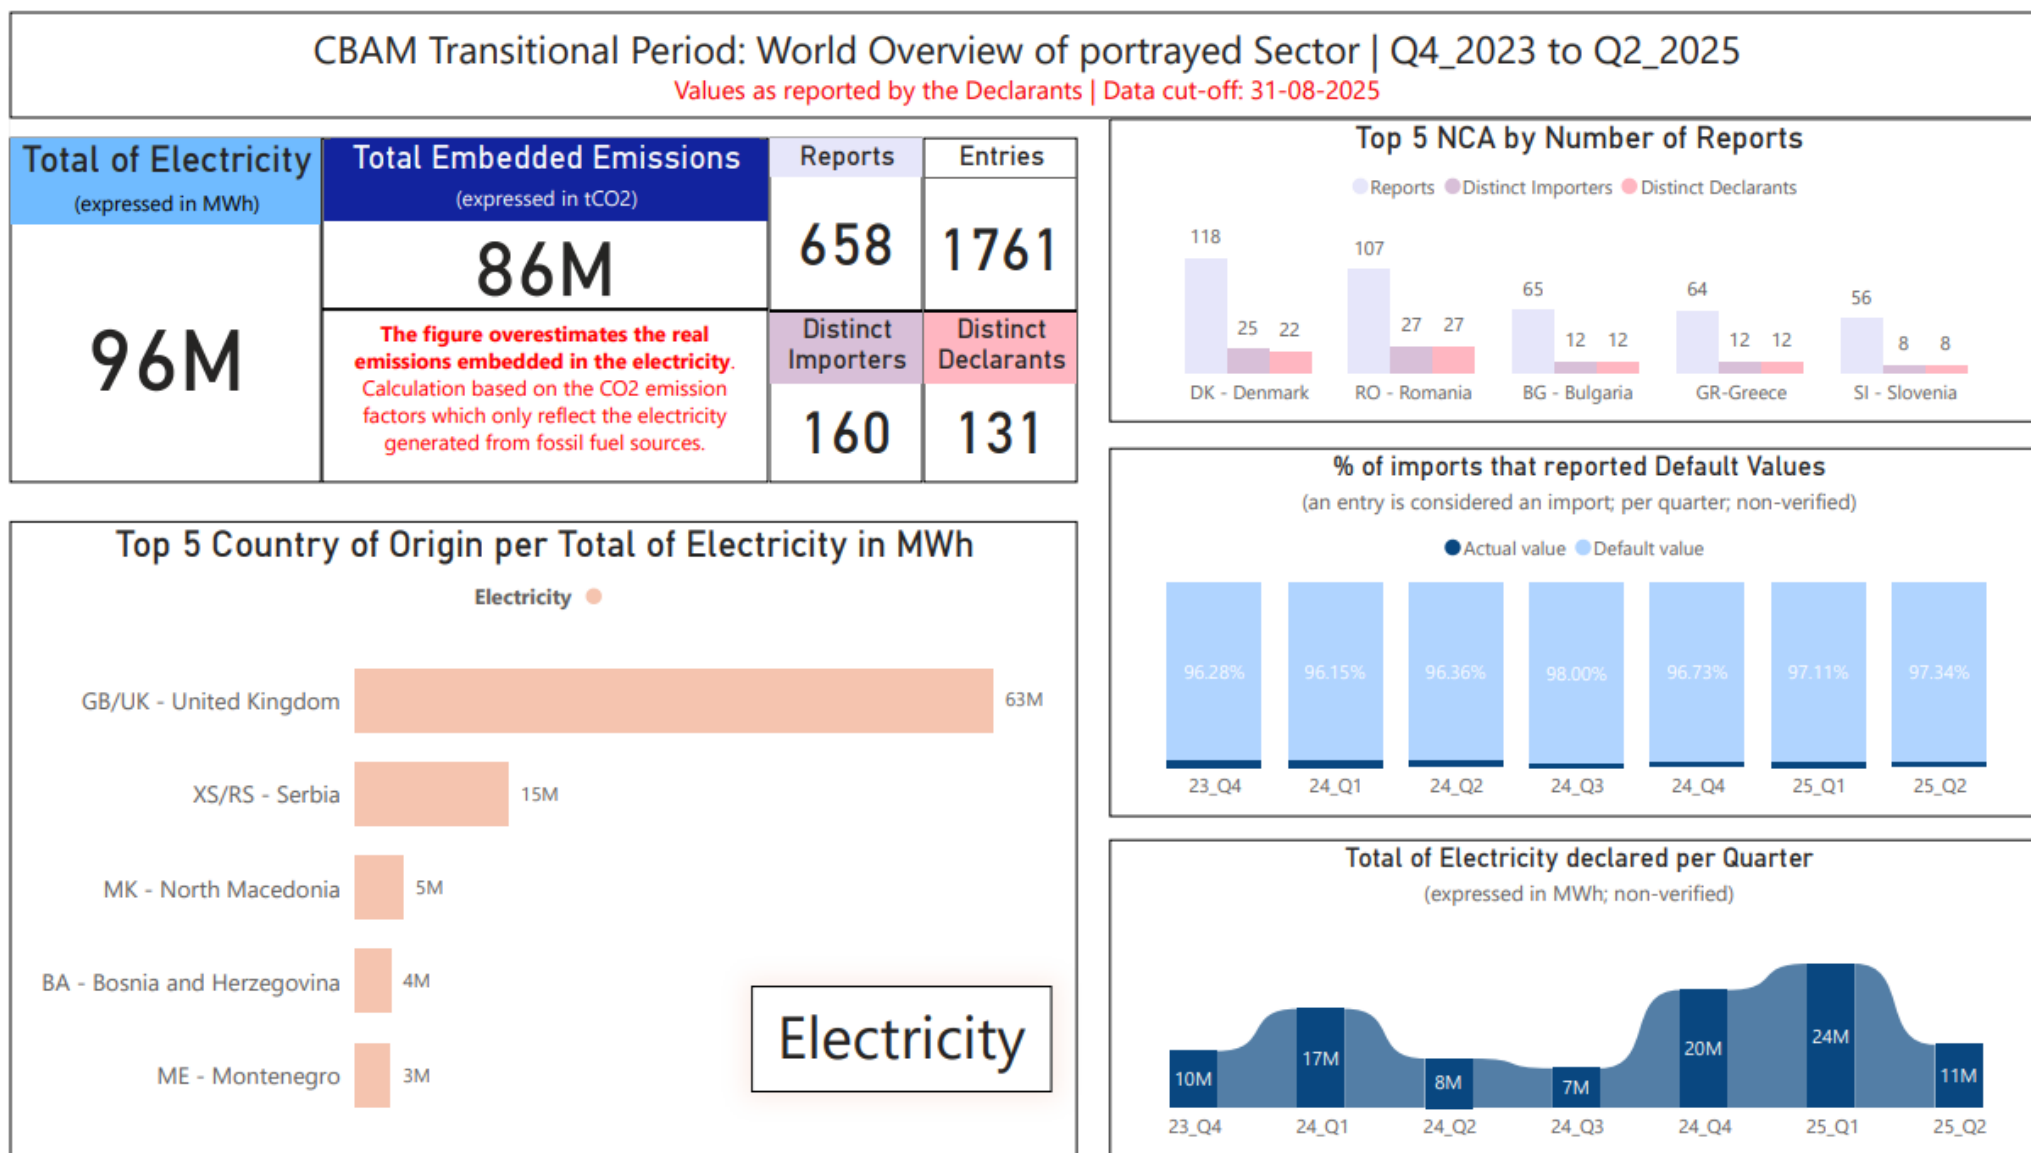 CBAM Transitional Period: World Overview of portrayed Sector | Q4_2023 to Q2_2025
Values as reported by the Declarants | Data cut-off: 31-08-2025
Total of Electricity
(expressed in MWh)
96M
Total Embedded Emissions
(expressed in tCO2)
86M
The figure overestimates the real
emissions embedded in the electricity.
Calculation based on the CO2 emission
factors which only reflect the electricity
generated from fossil fuel sources.
Reports
658
Entries
1761
Distinct
Importers
160
Distinct
Declarants
131
Top 5 Country of Origin per Total of Electricity in MWh
Electricity
GB/UK - United Kingdom 63M
XS/RS - Serbia 15M
MK - North Macedonia 5M
BA - Bosnia and Herzegovina 4M
ME - Montenegro 3M
Electricity
Top 5 NCA by Number of Reports
Reports Distinct Importers Distinct Declarants
118 25 22
107 27 27
65 12 12
64 12 12
56 8 8
DK - Denmark RO - Romania BG - Bulgaria GR-Greece SI - Slovenia
% of imports that reported Default Values
(an entry is considered an import; per quarter; non-verified)
Actual value Default value
96.28% 96.15% 96.36% 98.00% 96.73% 97.11% 97.34%
23_Q4 24_Q1 24_Q2 24_Q3 24_Q4 25_Q1 25_Q2
Total of Electricity declared per Quarter
(expressed in MWh; non-verified)
10M 17M 8M 7M 20M 24M 11M
23_Q4 24_Q1 24_Q2 24_Q3 24_Q4 25_Q1 25_Q2